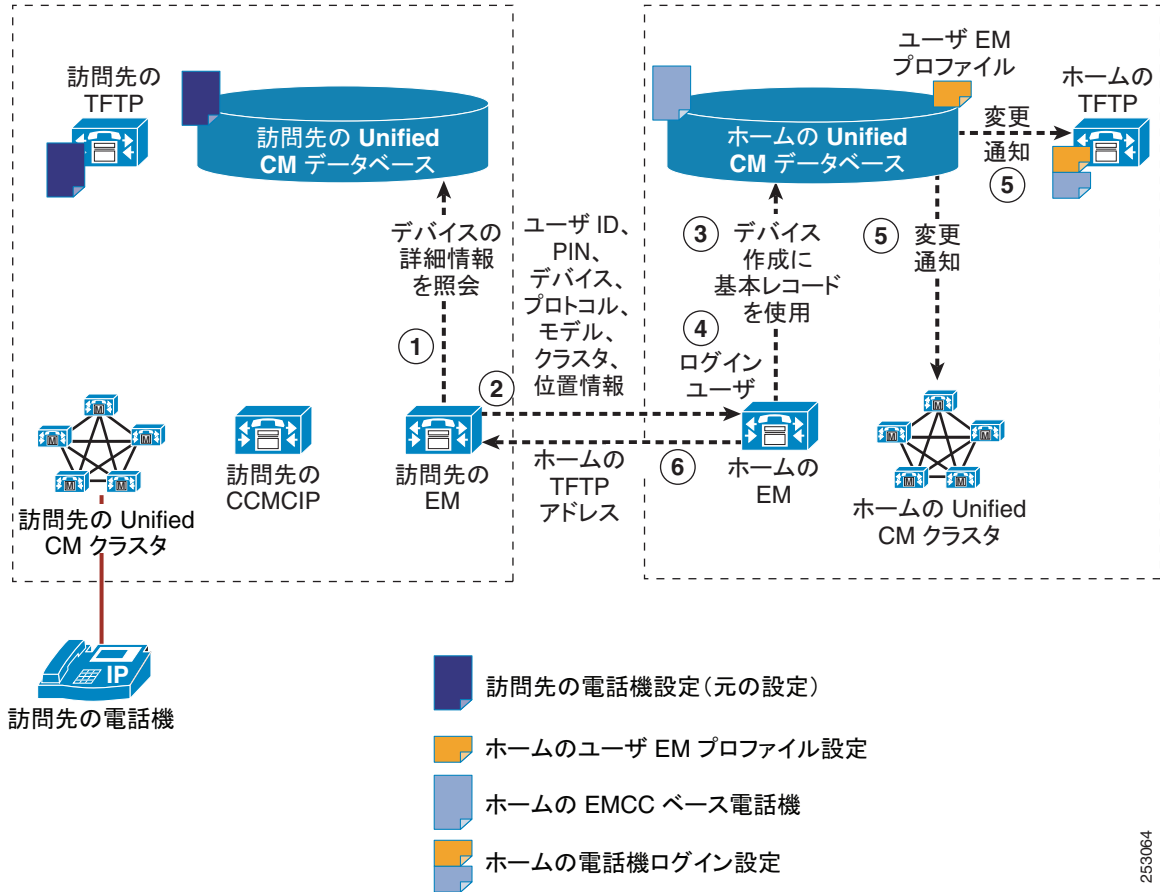 訪問先の
TFTP
訪問先の Unified
CM データベース
デバイスの
詳細情報
を照会
1
訪問先の Unified
CM クラスタ
M
M
M
M
M
訪問先の
CCMCIP
訪問先の
EM
IP
訪問先の電話機
ユーザ ID、
PIN、
デバイス、
プロトコル、
モデル、
クラスタ、
位置情報
2
ホームの
TFTP
アドレス
6
ユーザ EM
プロファイル
ホームの Unified
CM データベース
ホームの
TFTP
変更
通知
5
3
デバイス
作成に
基本レコード
を使用
4
ログイン
ユーザ
5
変更
通知
ホームの
EM
M
M
M
M
M
ホームの Unified
CM クラスタ
訪問先の電話機設定（元の設定）
ホームのユーザ EM プロファイル設定
ホームの EMCC ベース電話機
ホームの電話機ログイン設定
253064